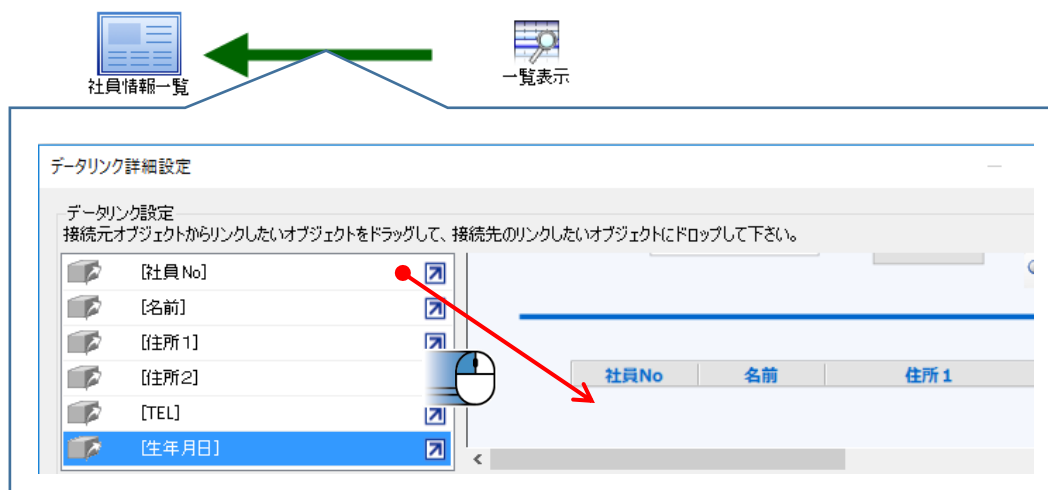 社員情報一覧
一覧表示
データリンク詳細設定
データリンク設定
接続元オブジェクトからリンクしたいオブジェクトをドラッグして、接続先のリンクしたいオブジェクトにドロップして下さい。
[社員No]
[名前]
[住所1]
[住所2]
[TEL]
[生年月日]
社員No 名前 住所1